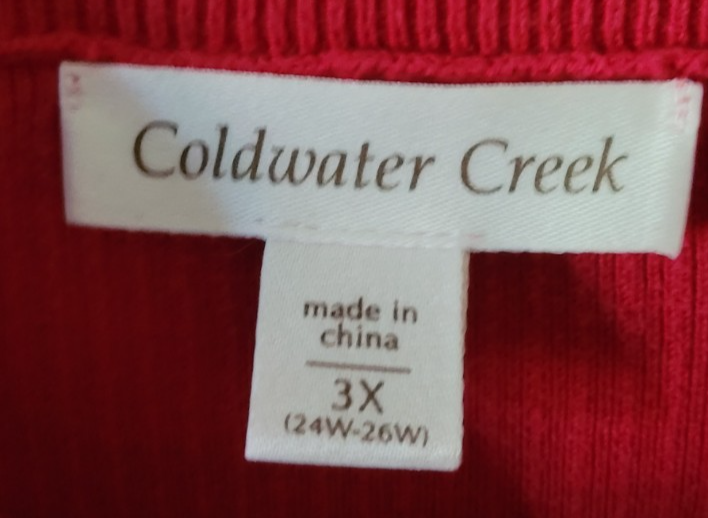 Coldwater Creek
made in
china
3X
(24W-26W)